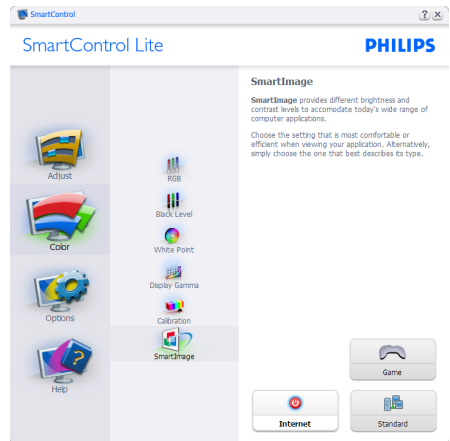 SmartControl
SmartControl Lite
PHILIPS
Adjust
Color
Options
Help
RGB
Black Level
White Point
Display Gamma
Calibration
SmartImage
SmartImage
SmartImage provides different brightness and
contrast levels to accomodate today's wide range of
computer applications.
Choose the setting that is most comfortable or
efficient when viewing your application. Alternatively,
simply choose the one that best describes its type.
Game
Internet
Standard